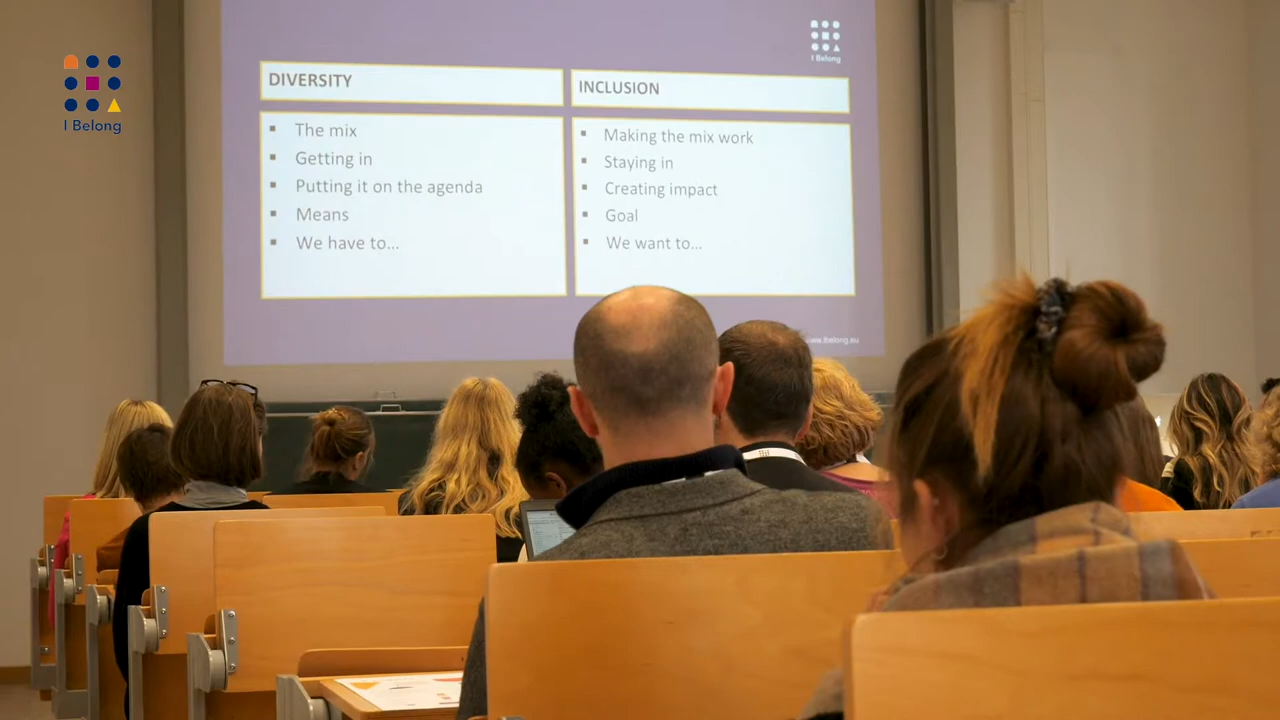 I Belong
I Belong
DIVERSITY
The mix
Getting in
Putting it on the agenda
Means
We have to...
INCLUSION
Making the mix work
Staying in
Creating impact
Goal
We want to...
www.Ibelong.eu